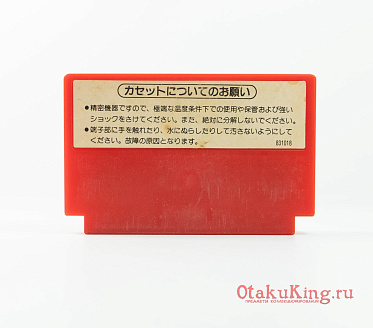 カセットについてのお願い
●精密機器ですので、極端な温度条件下での使用や保管および強い
ショックをさけてください。また、絶対に分解しないでください。
●端子部に手を触れたり、水にぬらしたりして汚さないようにして
ください。故障の原因となります。
831018
OtakuKing.ru
ПРЕДМЕТЫ КОЛЛЕКЦИОНИРОВАНИЯ